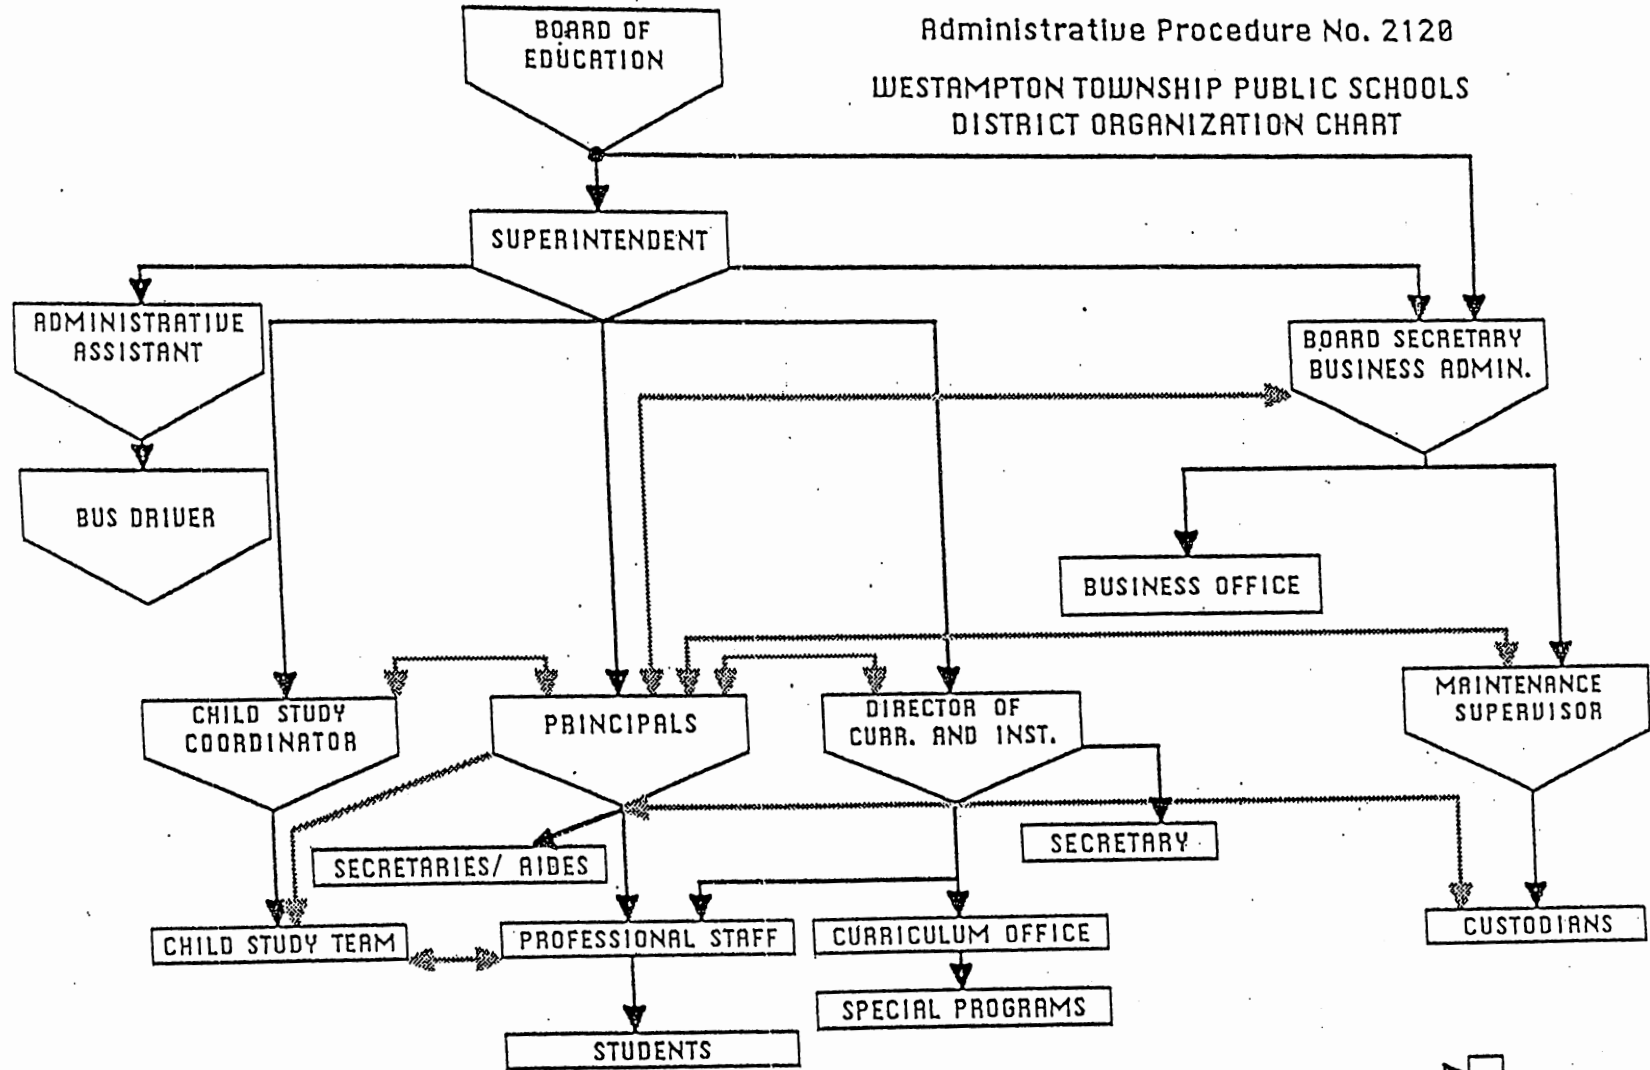 BOARD OF
EDUCATION
Administrative Procedure No. 2120
WESTAMPTON TOWNSHIP PUBLIC SCHOOLS
DISTRICT ORGANIZATION CHART
SUPERINTENDENT
ADMINISTRATIVE
ASSISTANT
BOARD SECRETARY
BUSINESS ADMIN.
BUS DRIVER
BUSINESS OFFICE
CHILD STUDY
COORDINATOR
PRINCIPALS
DIRECTOR OF
CURR. AND INST.
MAINTENANCE
SUPERVISOR
SECRETARIES/ AIDES
SECRETARY
CHILD STUDY TEAM
PROFESSIONAL STAFF
CURRICULUM OFFICE
CUSTODIANS
SPECIAL PROGRAMS
STUDENTS